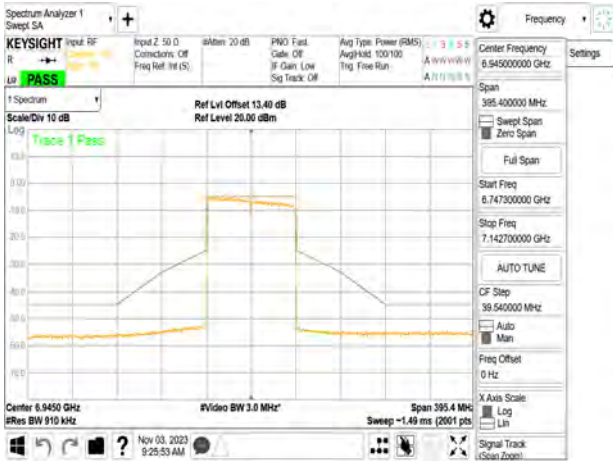 Spectrum Analyzer 1
Swept SA
Frequency
KEYSIGHT
Input: RF
R
PASS
Input Z: 50 Ω
Corrections: Off
Freq Ref: Int (S)
#Atten: 20 dB
PNO: Fast
Gate: Off
IF Gain: Low
Sig Track: Off
Avg Type: Power (RMS)
Avg|Hold: 100/100
Trig: Free Run
Settings
1 Spectrum
Scale/Div 10 dB
Ref Lvl Offset 13.40 dB
Ref Level 20.00 dBm
Log
Trace 1 Pass
Center 6.9450 GHz
#Res BW 910 kHz
#Video BW 3.0 MHz*
Span 395.4 MHz
Sweep ~1.49 ms (2001 pts)
Nov 03, 2023
9:25:53 AM
Center Frequency
6.945000000 GHz
Span
395.400000 MHz
Swept Span
Zero Span
Full Span
Start Freq
6.747300000 GHz
Stop Freq
7.142700000 GHz
AUTO TUNE
CF Step
39.540000 MHz
Auto
Man
Freq Offset
0 Hz
X Axis Scale
Log
Lin
Signal Track
(Span Zoom)